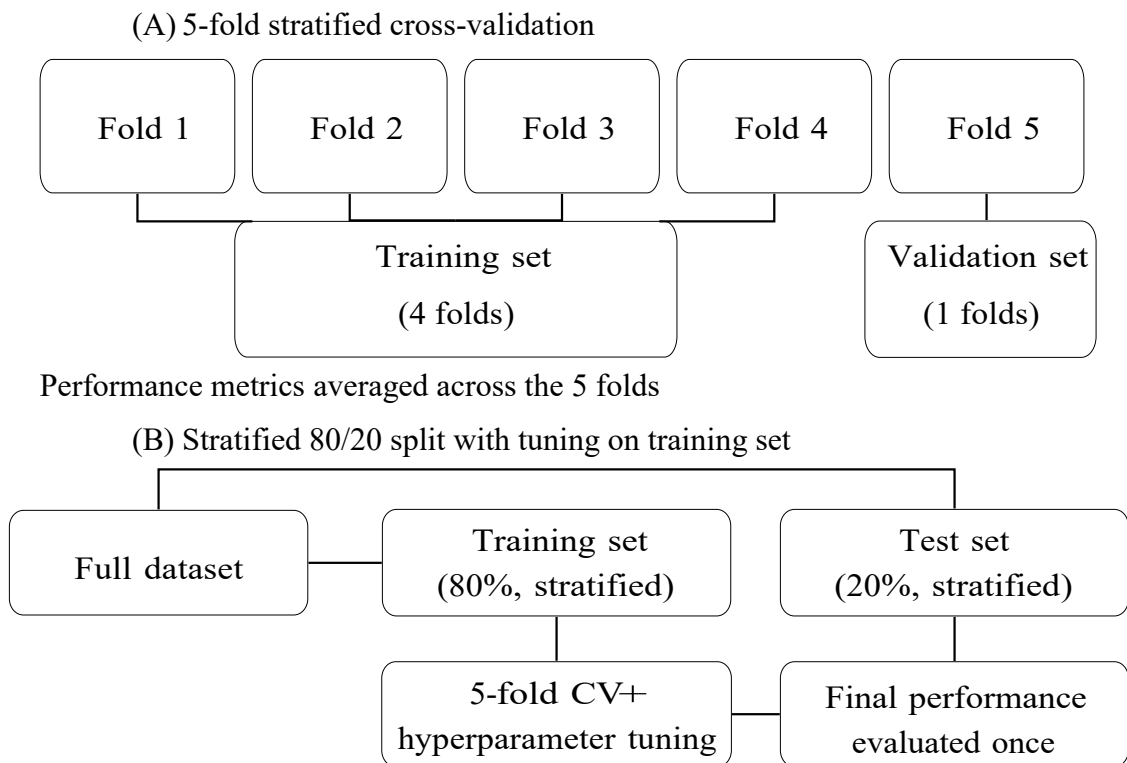 (A) 5-fold stratified cross-validation
Fold 1
Fold 2
Fold 3
Fold 4
Fold 5
Training set
(4 folds)
Validation set
(1 folds)
Performance metrics averaged across the 5 folds
(B) Stratified 80/20 split with tuning on training set
Full dataset
Training set
(80%, stratified)
Test set
(20%, stratified)
5-fold CV+
hyperparameter tuning
Final performance
evaluated once